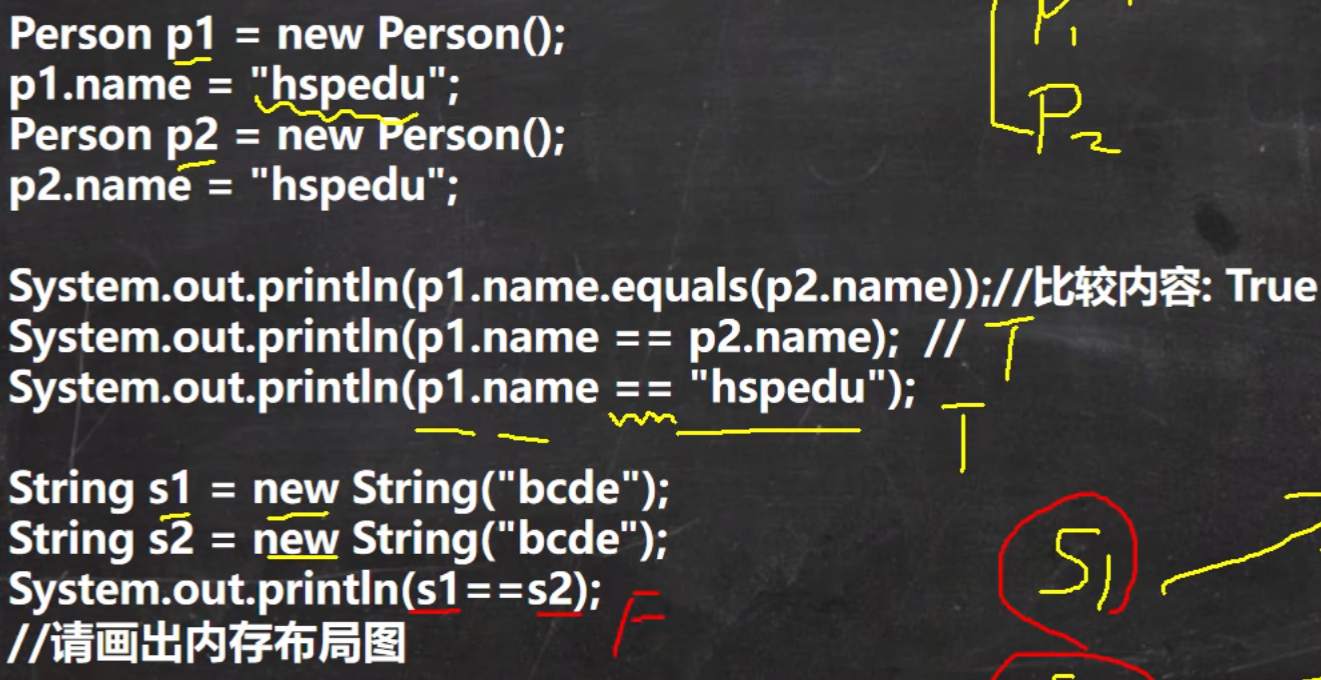 Person p1 = new Person();
p1.name = "hspedu";
Person p2 = new Person();
p2.name = "hspedu";
System.out.println(p1.name.equals(p2.name));//比较内容: True
System.out.println(p1.name == p2.name); // T
System.out.println(p1.name == "hspedu"); T
String s1 = new String("bcde");
String s2 = new String("bcde");
System.out.println(s1==s2); F
//请画出内存布局图
P1
P2
S1